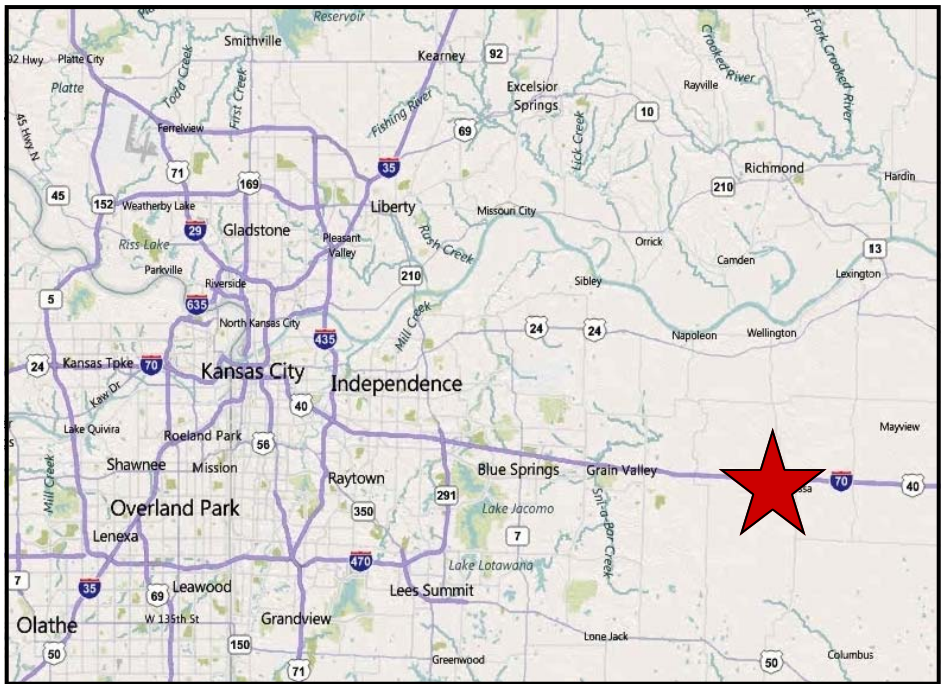 Reservoir
Smithville
Kearney
92
92 Hwy
Platte City
Todd Creek
First Creek
Platte
Excelsior
Springs
Crooked River
st Fork Crooked River
Rayville
Fishing River
69
Lick Creek
10
45 Hwy N
Ferrelview
71
35
Richmond
210
Hardin
169
45
152
Weatherby Lake
Liberty
Missouri City
29
Gladstone
Rush Creek
Pleasant
Valley
Orrick
13
Riss Lake
Parkville
Riverside
210
Camden
Lexington
Sibley
5
635
North Kansas City
Mill Creek
435
24
24
Napoleon
Wellington
24
Kansas Tpke
70
Kansas City
Independence
Kaw Dr
40
Lake Quivira
Roeland Park
56
Mayview
s
Shawnee
Mission
Raytown
Blue Springs
Grain Valley
Mill Creek
291
ssa
70
40
Overland Park
350
Lake Jacomo
Sni-a-Bar Creek
Lenexa
7
470
Lake Lotawana
7
35
69
Leawood
Lees Summit
W 135th St
Grandview
Olathe
150
Lone Jack
50
71
Greenwood
50
Columbus